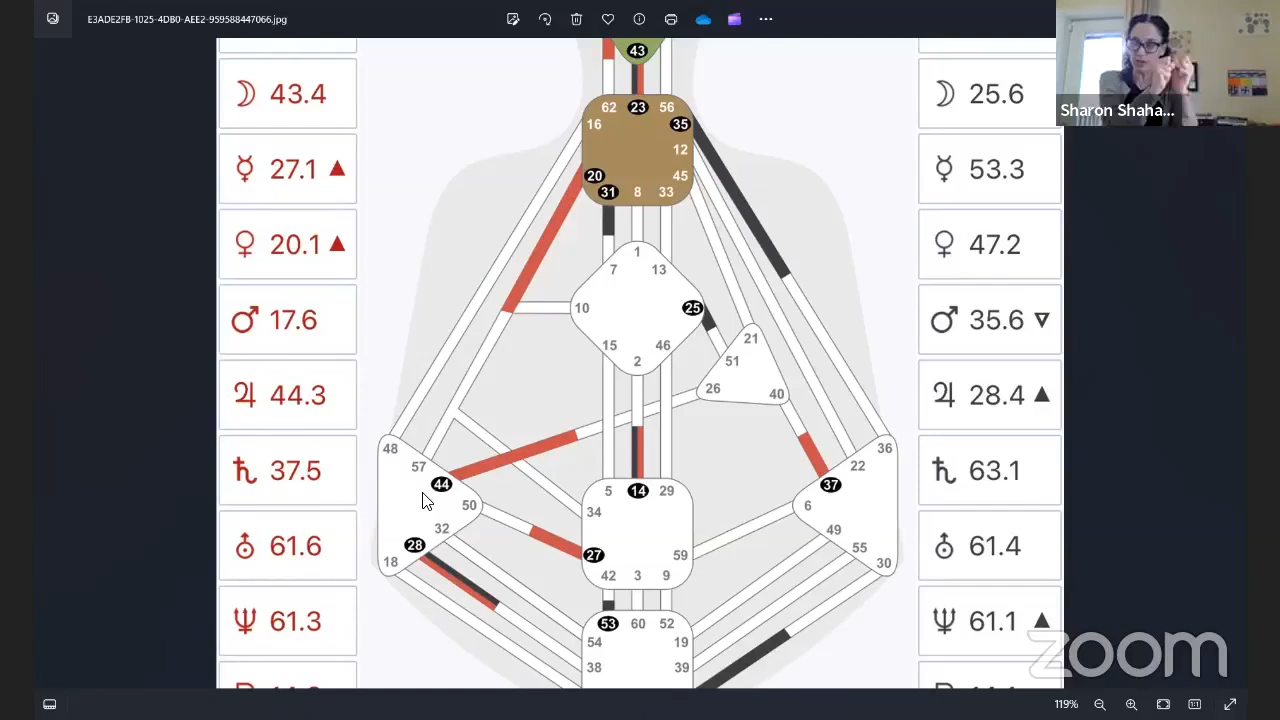 E3ADE2FB-1025-4DB0-AEE2-959588447066.jpg
Sharon Shaha...
43
62 23 56
16 35
12
20 45
31 8 33
1
7 13
10 25
15 46
2
21
51
26 40
48 36
57 22
44 37
50 6
32 49
28 55
18 30
5 14 29
34
27 59
42 3 9
53 60 52
54 19
38 39
☽ 43.4
☿ 27.1 ▲
♀ 20.1 ▲
♂ 17.6
♃ 44.3
♄ 37.5
⛢ 61.6
♆ 61.3
☽ 25.6
☿ 53.3
♀ 47.2
♂ 35.6 ▽
♃ 28.4 ▲
♄ 63.1
⛢ 61.4
♆ 61.1 ▲
zoom
119%
1:1